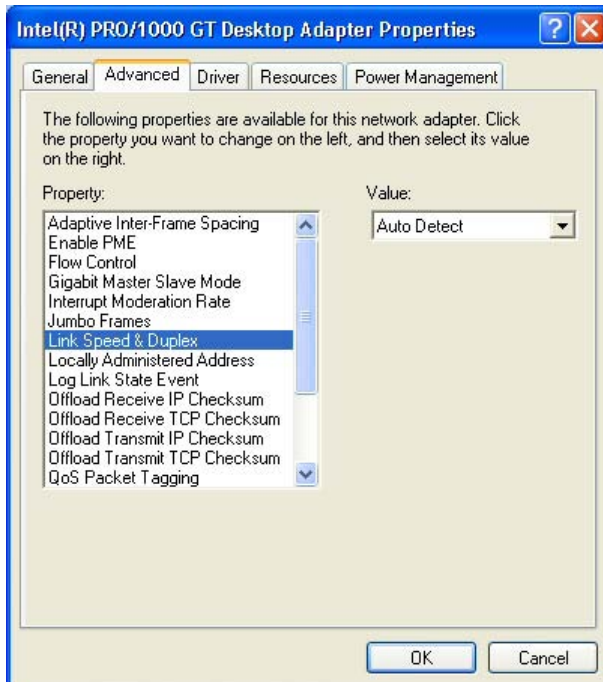 Intel(R) PRO/1000 GT Desktop Adapter Properties
General Advanced Driver Resources Power Management
The following properties are available for this network adapter. Click
the property you want to change on the left, and then select its value
on the right.
Property:
Value:
Adaptive Inter-Frame Spacing
Enable PME
Flow Control
Gigabit Master Slave Mode
Interrupt Moderation Rate
Jumbo Frames
Link Speed & Duplex
Locally Administered Address
Log Link State Event
Offload Receive IP Checksum
Offload Receive TCP Checksum
Offload Transmit IP Checksum
Offload Transmit TCP Checksum
QoS Packet Tagging
Auto Detect
OK
Cancel